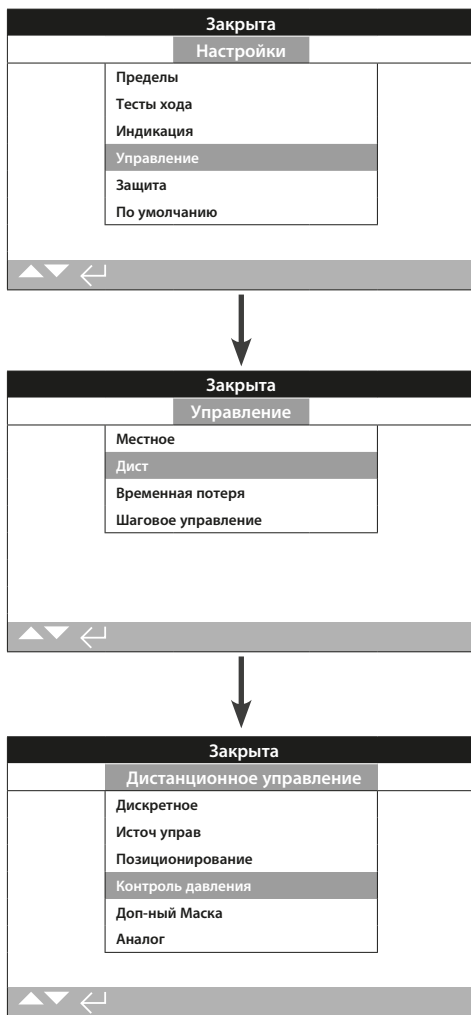 Закрыта
Настройки
Пределы
Тесты хода
Индикация
Управление
Защита
По умолчанию
Закрыта
Управление
Местное
Дист
Временная потеря
Шаговое управление
Закрыта
Дистанционное управление
Дискретное
Источ управ
Позиционирование
Контроль давления
Доп-ный Маска
Аналог